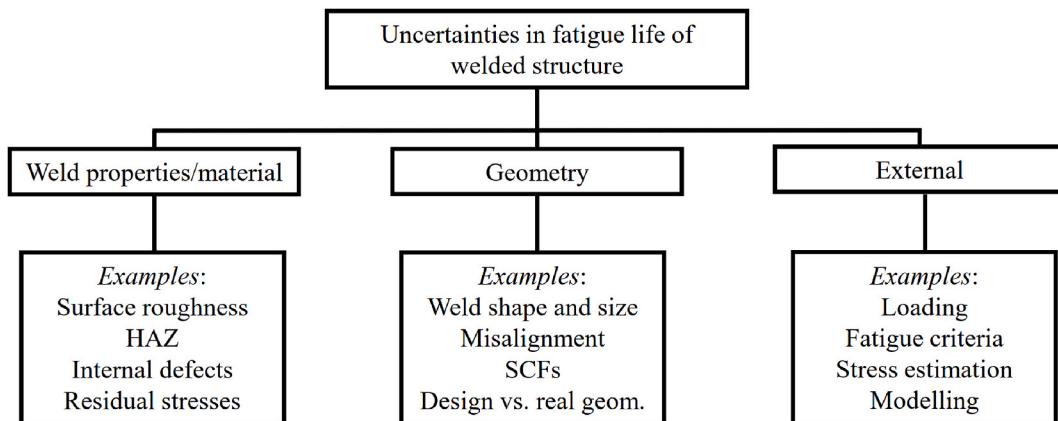 Uncertainties in fatigue life of
welded structure
Weld properties/material
Geometry
External
Examples:
Surface roughness
HAZ
Internal defects
Residual stresses
Examples:
Weld shape and size
Misalignment
SCFs
Design vs. real geom.
Examples:
Loading
Fatigue criteria
Stress estimation
Modelling